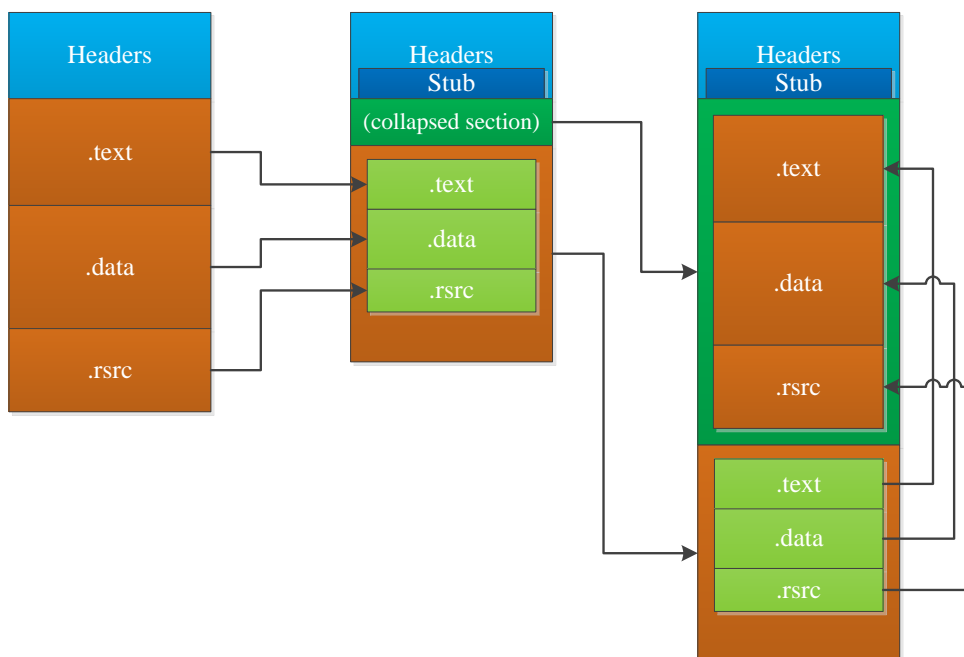 Headers
.text
.data
.rsrc
Headers
Stub
(collapsed section)
.text
.data
.rsrc
Headers
Stub
.text
.data
.rsrc
.text
.data
.rsrc